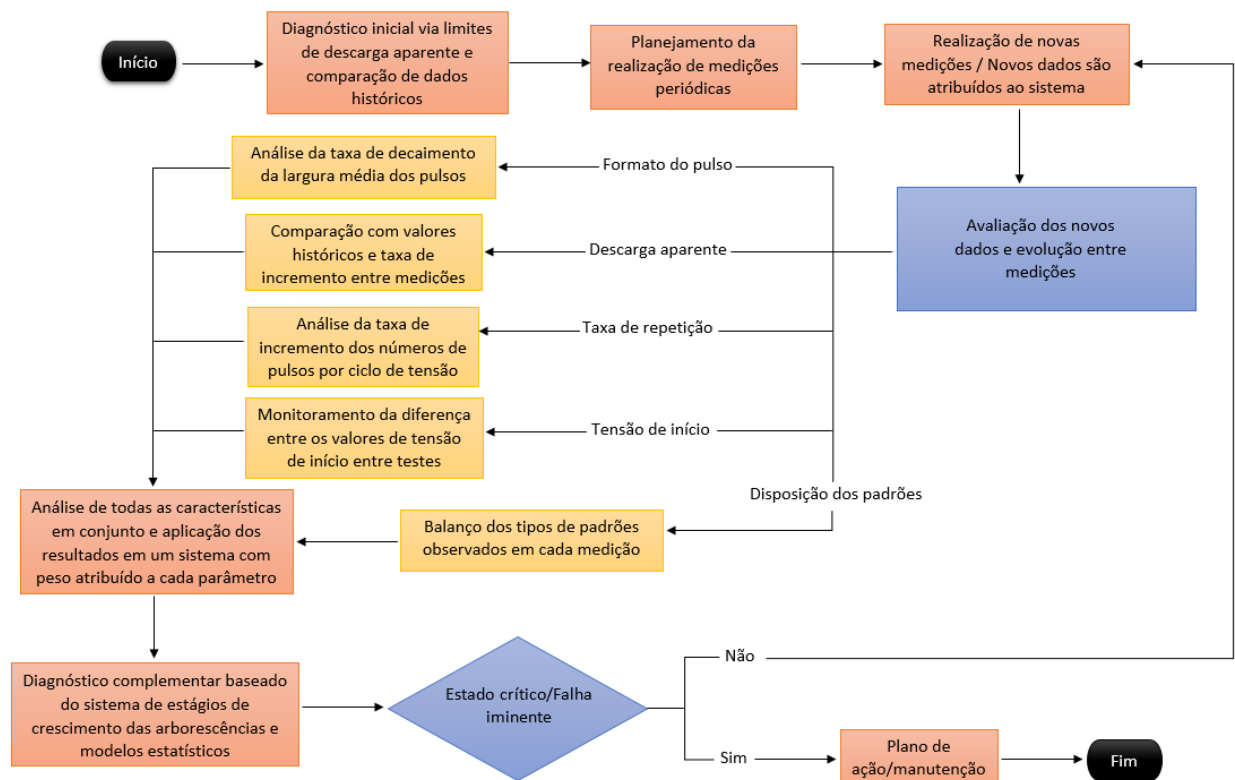 Início
Diagnóstico inicial via limites
de descarga aparente e
comparação de dados
históricos
Planejamento da
realização de medições
periódicas
Realização de novas
medições / Novos dados são
atribuídos ao sistema
Avaliação dos novos
dados e evolução entre
medições
Formato do pulso
Análise da taxa de decaimento
da largura média dos pulsos
Descarga aparente
Comparação com valores
históricos e taxa de
incremento entre medições
Taxa de repetição
Análise da taxa de
incremento dos números de
pulsos por ciclo de tensão
Tensão de início
Monitoramento da diferença
entre os valores de tensão
de início entre testes
Disposição dos padrões
Balanço dos tipos de padrões
observados em cada medição
Análise de todas as características
em conjunto e aplicação dos
resultados em um sistema com
peso atribuído a cada parâmetro
Diagnóstico complementar baseado
do sistema de estágios de
crescimento das arborescências e
modelos estatísticos
Estado crítico/Falha
iminente
Não
Sim
Plano de
ação/manutenção
Fim